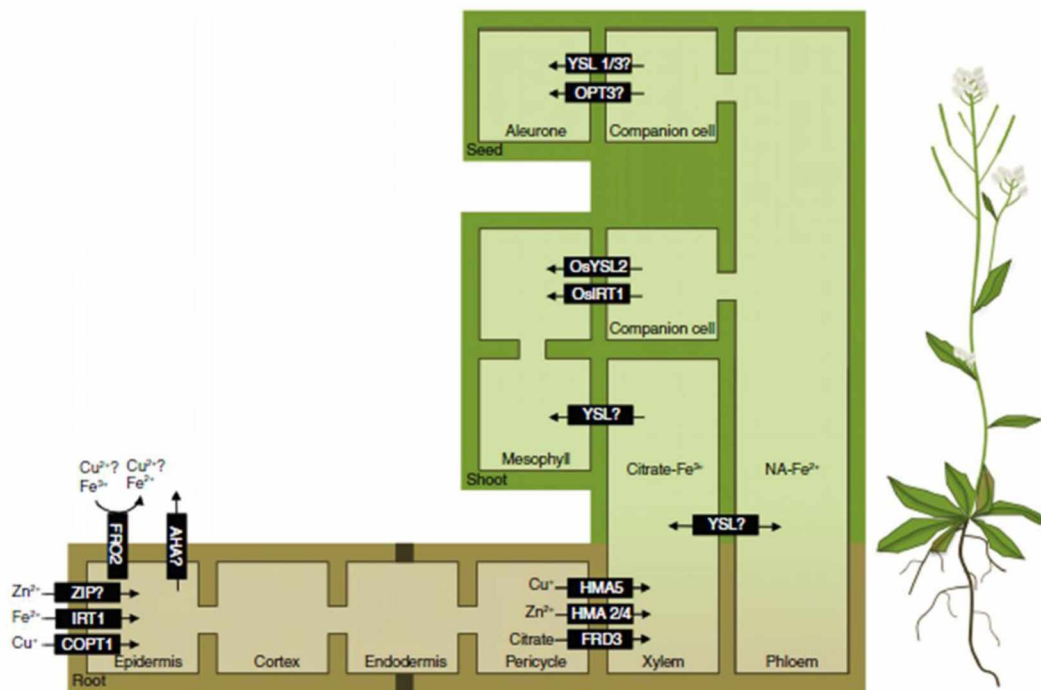 YSL 1/3?
OPT3?
Aleurone
Companion cell
Seed
OsYSL2
OsIRT1
Companion cell
YSL?
Mesophyll
Citrate-Fe³⁺
NA-Fe²⁺
Shoot
YSL?
Cu²⁺?
Cu²⁺?
Fe³⁺
Fe²⁺
FRO2
AHA?
Zn²⁺
ZIP?
Fe²⁺
IRT1
Cu⁺
COPT1
Cu⁺
HMA5
Zn²⁺
HMA 2/4
Citrate
FRD3
Epidermis
Cortex
Endodermis
Pericycle
Xylem
Phloem
Root